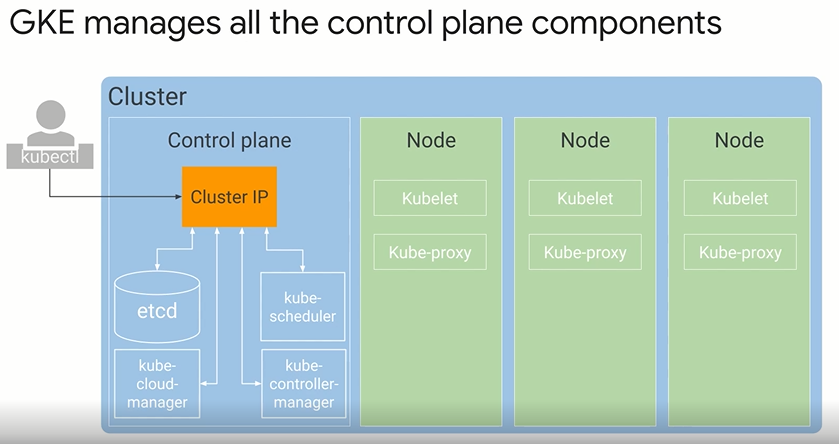 GKE manages all the control plane components
Cluster
kubectl
Control plane
Cluster IP
etcd
kube-
scheduler
kube-
cloud-
manager
kube-
controller-
manager
Node
Kubelet
Kube-proxy
Node
Kubelet
Kube-proxy
Node
Kubelet
Kube-proxy